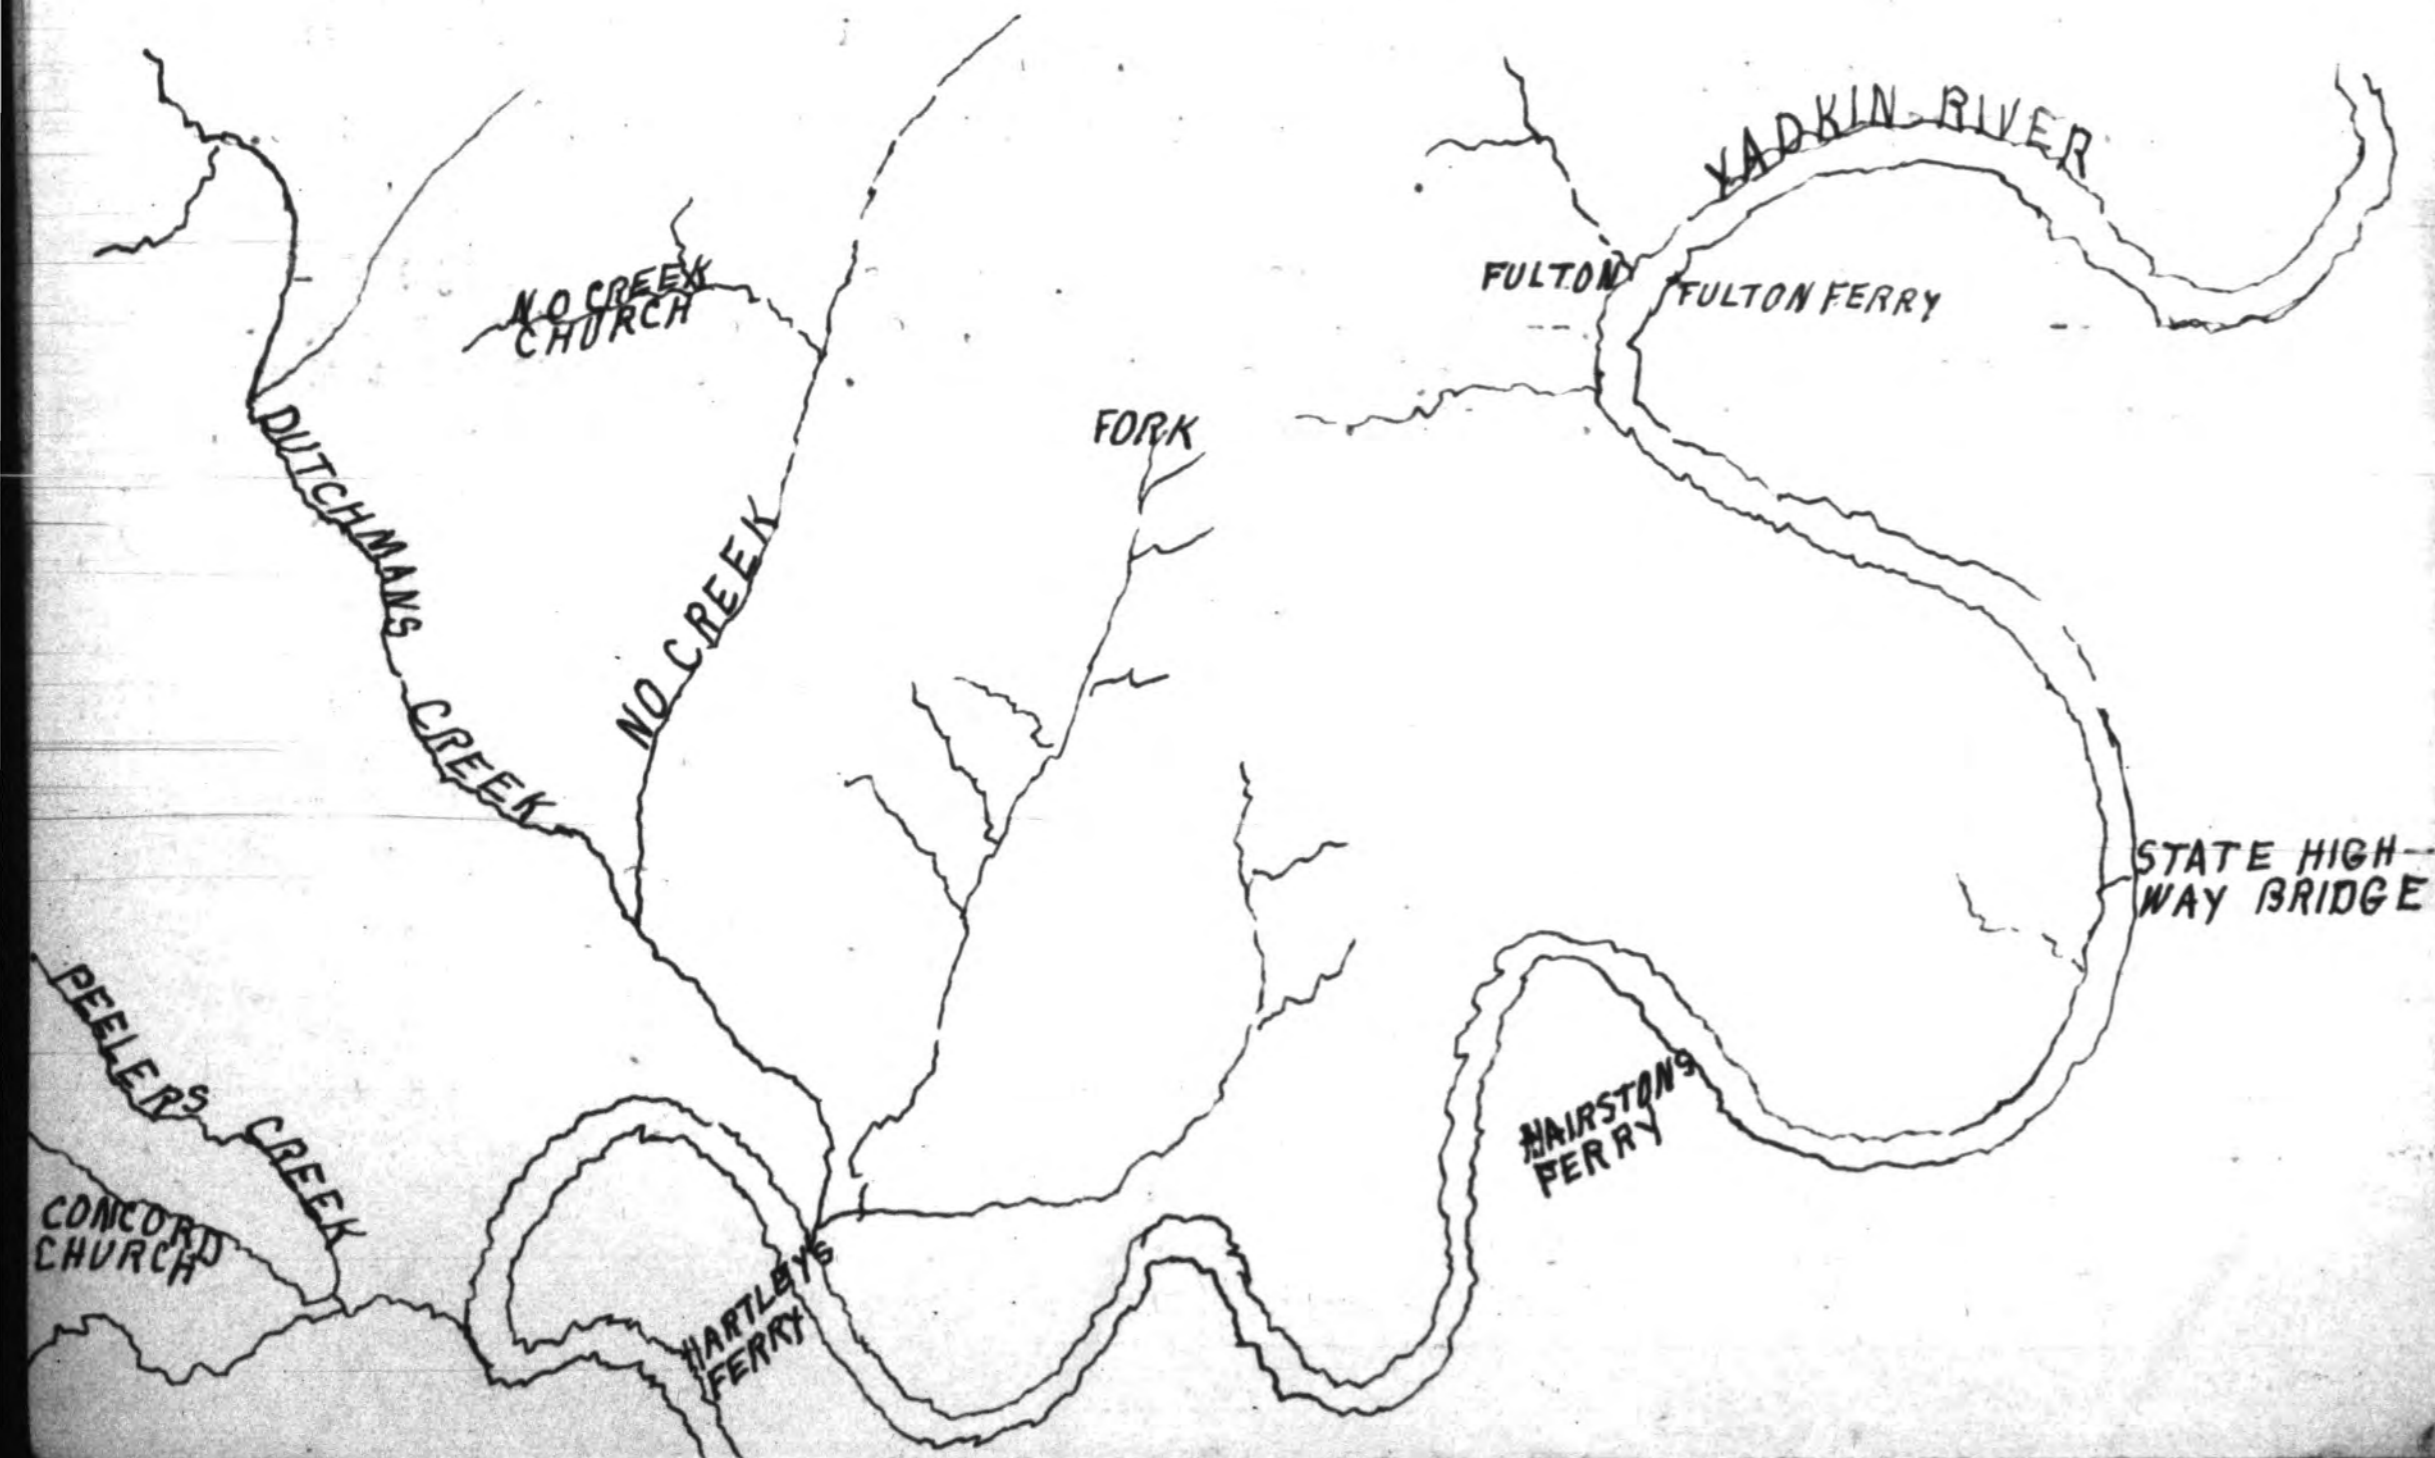 YADKIN RIVER
NO CREEK
CHURCH
FULTON
FULTON FERRY
FORK
DUTCHMANS CREEK
NO CREEK
STATE HIGH-
WAY BRIDGE
PEELERS CREEK
HAIRSTONS
FERRY
CONCORD
CHURCH
HARTLEY'S
FERRY